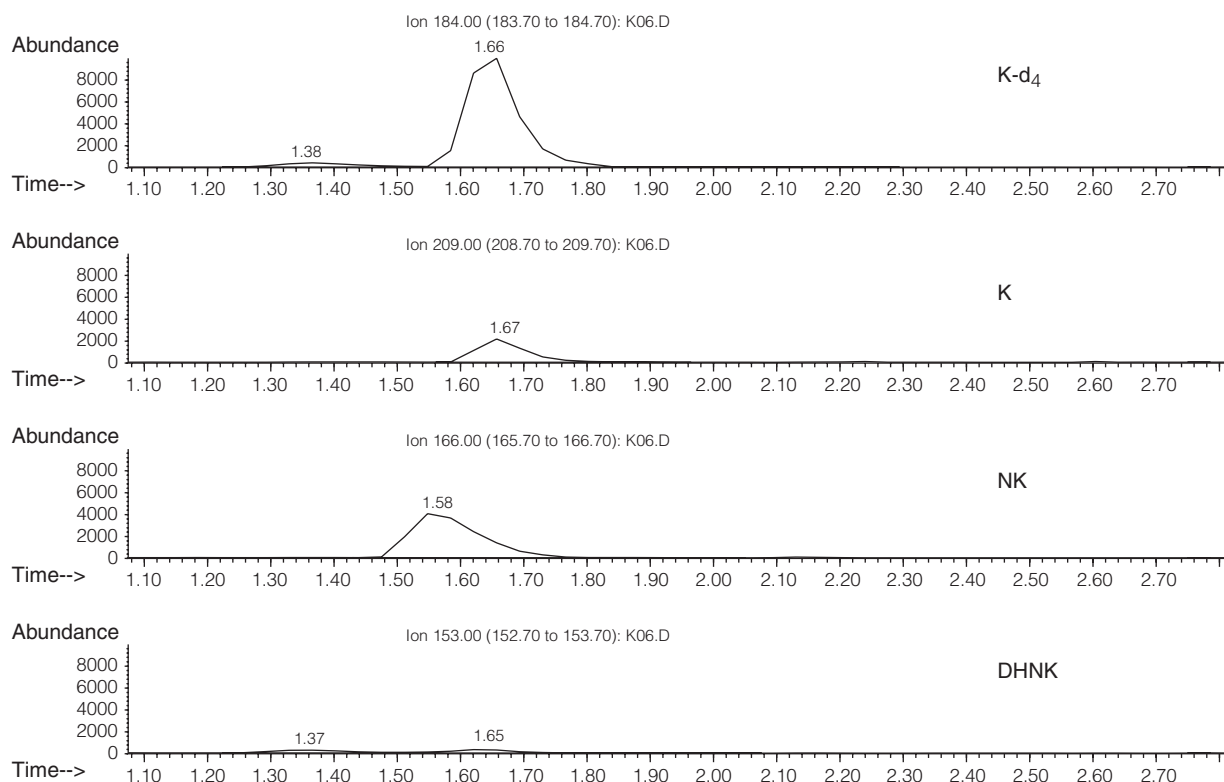 Ion 184.00 (183.70 to 184.70): K06.D
Abundance
1.66
K-d4
8000
6000
4000
2000
1.38
0
Time--> 1.10 1.20 1.30 1.40 1.50 1.60 1.70 1.80 1.90 2.00 2.10 2.20 2.30 2.40 2.50 2.60 2.70
Abundance
Ion 209.00 (208.70 to 209.70): K06.D
8000
K
6000
4000
1.67
2000
0
Time--> 1.10 1.20 1.30 1.40 1.50 1.60 1.70 1.80 1.90 2.00 2.10 2.20 2.30 2.40 2.50 2.60 2.70
Abundance
Ion 166.00 (165.70 to 166.70): K06.D
8000
NK
6000
1.58
4000
2000
0
Time--> 1.10 1.20 1.30 1.40 1.50 1.60 1.70 1.80 1.90 2.00 2.10 2.20 2.30 2.40 2.50 2.60 2.70
Abundance
Ion 153.00 (152.70 to 153.70): K06.D
8000
DHNK
6000
4000
2000
1.37 1.65
0
Time--> 1.10 1.20 1.30 1.40 1.50 1.60 1.70 1.80 1.90 2.00 2.10 2.20 2.30 2.40 2.50 2.60 2.70